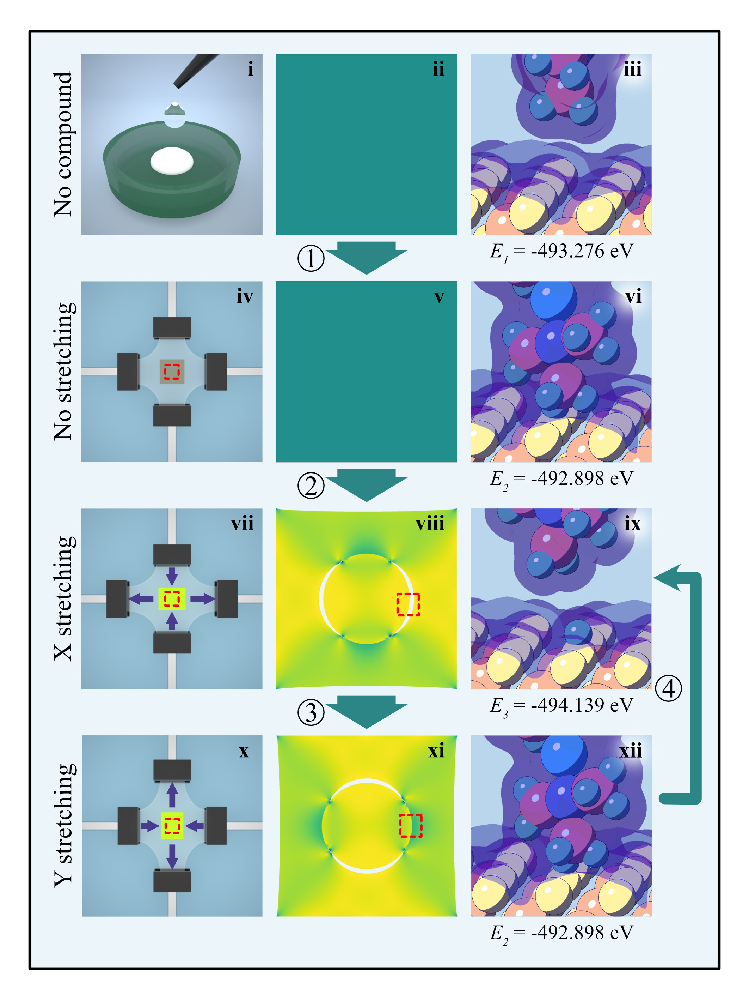 No compound
i
ii
iii
E1 = -493.276 eV
①
No stretching
iv
v
vi
E2 = -492.898 eV
②
X stretching
vii
viii
ix
E3 = -494.139 eV
③
④
Y stretching
x
xi
xii
E2 = -492.898 eV